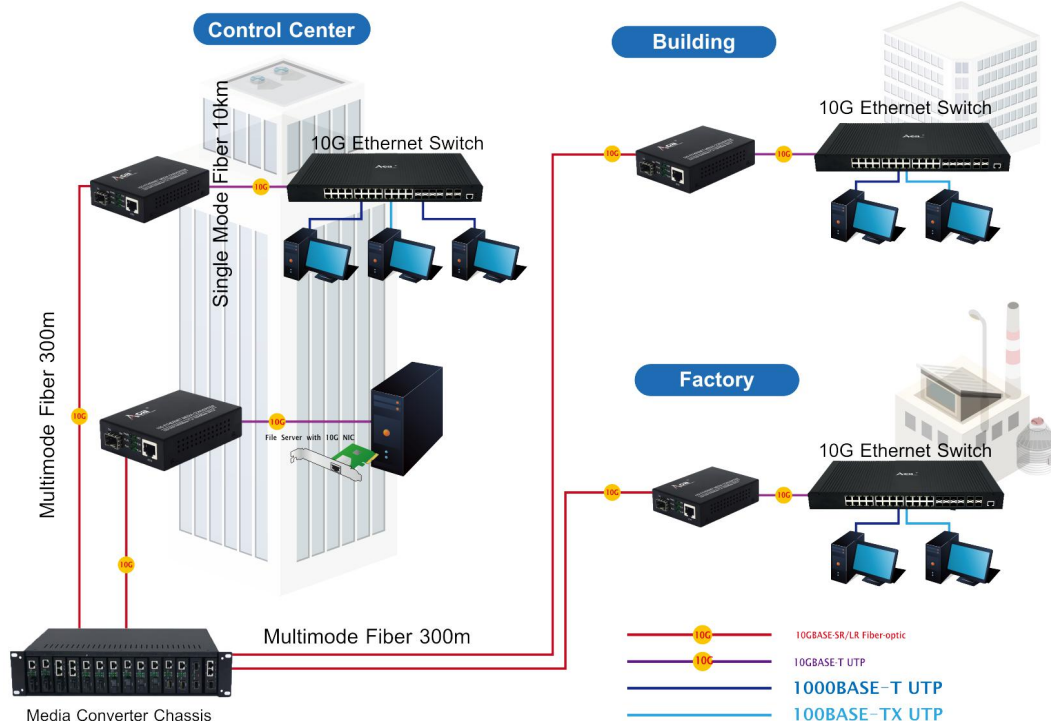 Control Center
Building
10G Ethernet Switch
10G Ethernet Switch
Single Mode Fiber 10km
10G
10G
10G
Multimode Fiber 300m
10G
10G
File Server with 10G NIC
10G
Factory
10G Ethernet Switch
10G
10G
Multimode Fiber 300m
Media Converter Chassis
10G
10GBASE-SR/LR Fiber-optic
10G
10GBASE-T UTP
1000BASE-T UTP
100BASE-TX UTP